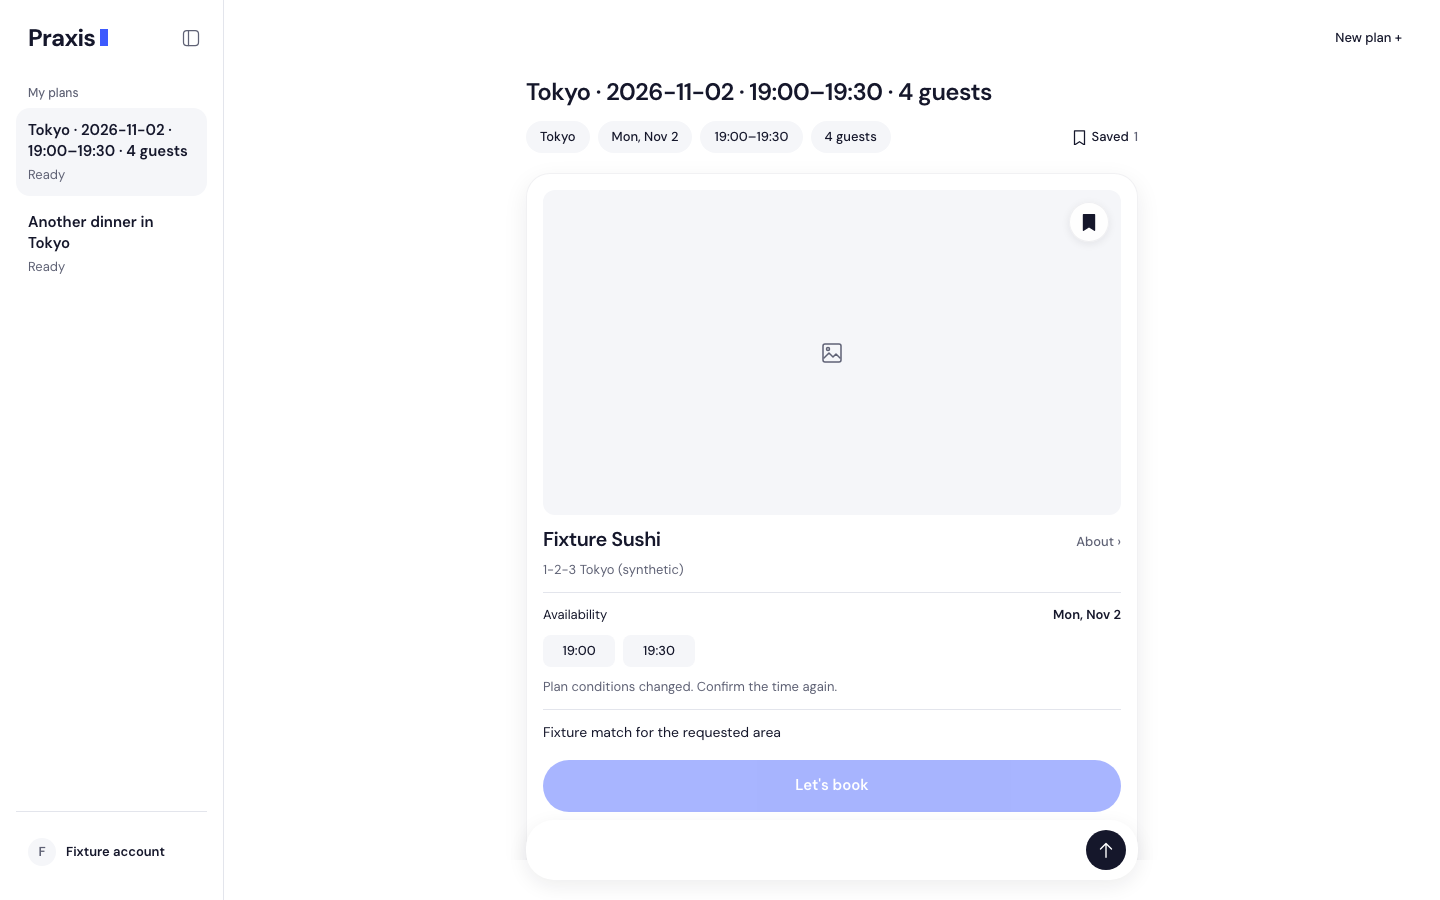 Praxis
New plan +
My plans
Tokyo · 2026-11-02 ·
19:00–19:30 · 4 guests
Ready
Another dinner in
Tokyo
Ready
F
Fixture account
Tokyo · 2026-11-02 · 19:00–19:30 · 4 guests
Tokyo
Mon, Nov 2
19:00–19:30
4 guests
Saved 1
Fixture Sushi
About ›
1-2-3 Tokyo (synthetic)
Availability
Mon, Nov 2
19:00
19:30
Plan conditions changed. Confirm the time again.
Fixture match for the requested area
Let's book